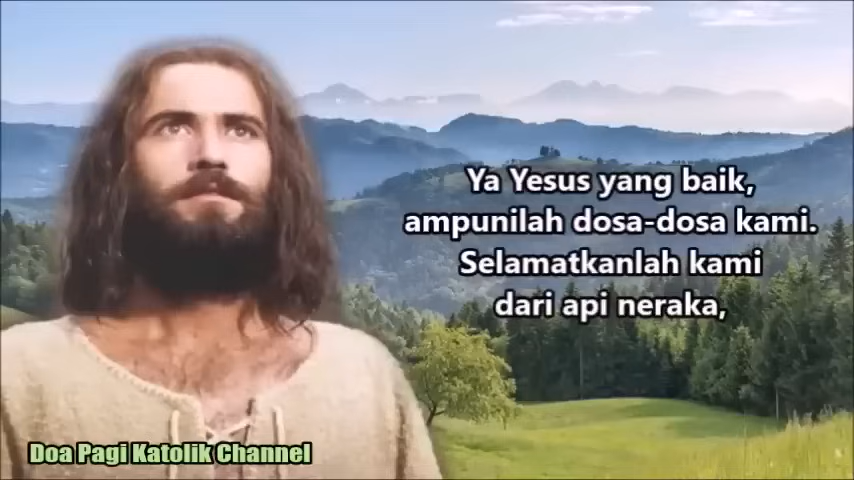 Ya Yesus yang baik,
ampunilah dosa-dosa kami.
Selamatkanlah kami
dari api neraka,
Doa Pagi Katolik Channel